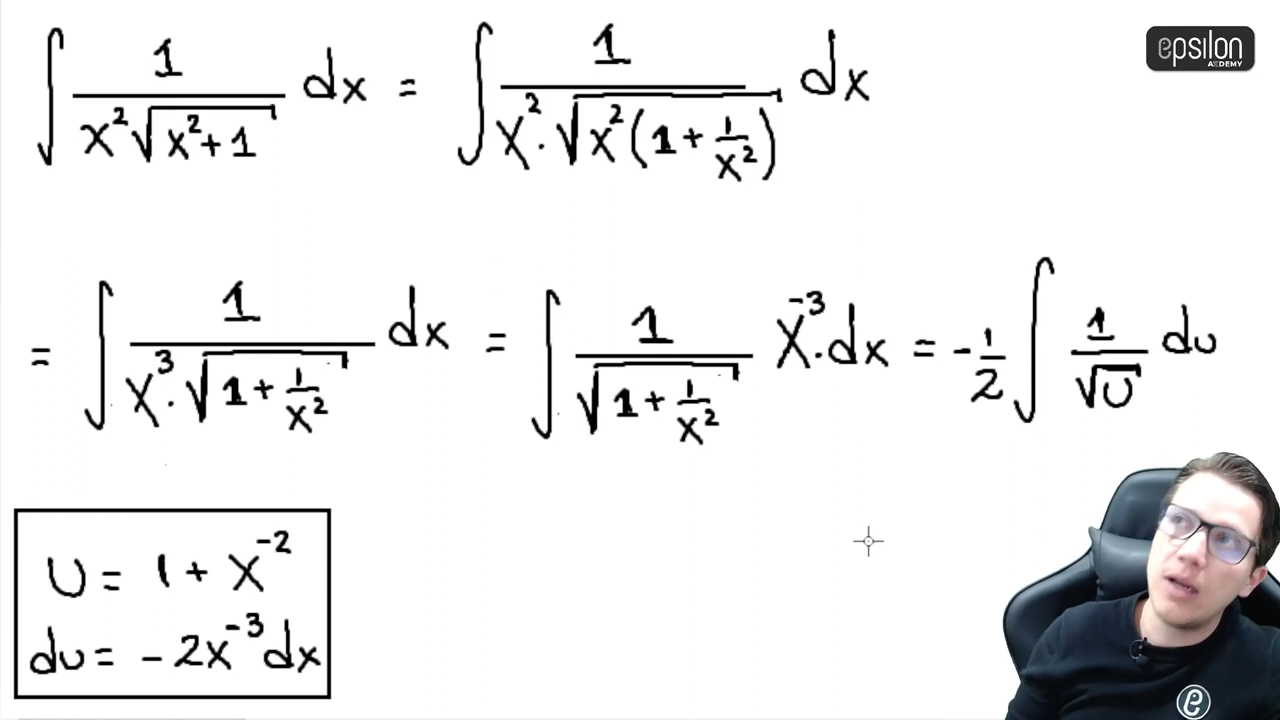 epsilon
AKADEMY
∫ 1/(x²√(x²+1)) dx = ∫ 1/(x²·√(x²(1+1/x²))) dx
= ∫ 1/(x³·√(1+1/x²)) dx = ∫ 1/√(1+1/x²) x⁻³·dx = -1/2 ∫ 1/√U du
U = 1 + x⁻²
du = -2x⁻³dx
e